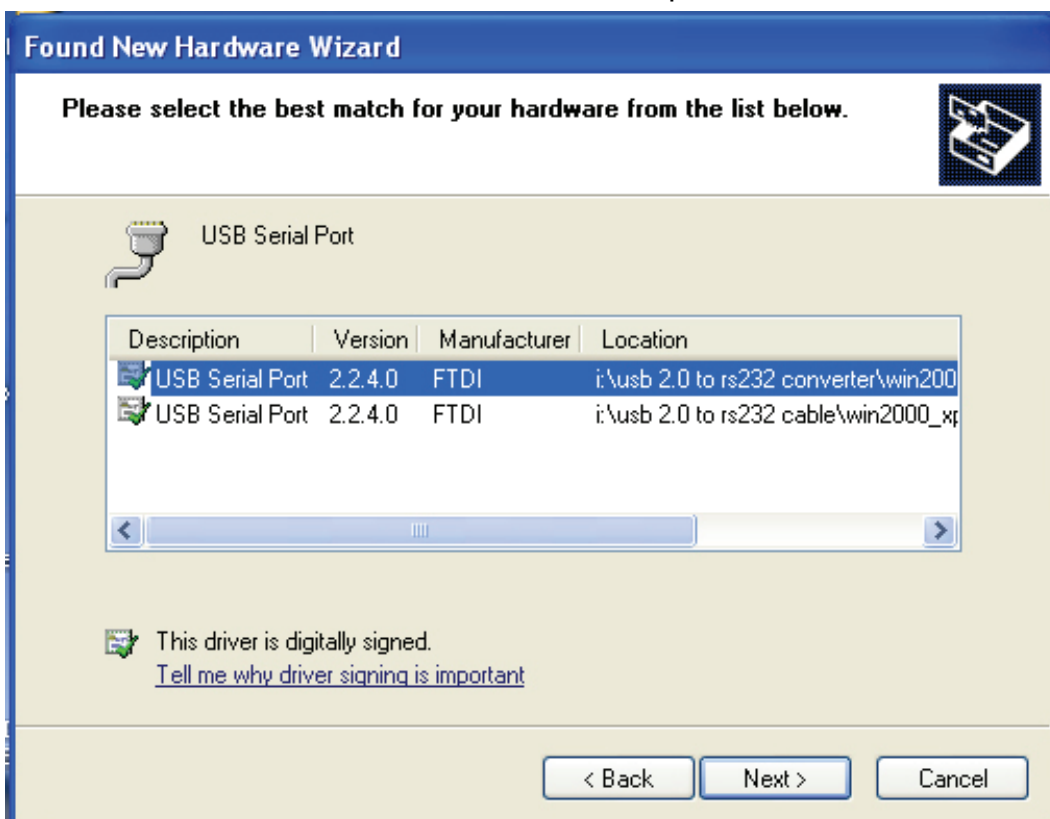 Found New Hardware Wizard
Please select the best match for your hardware from the list below.
USB Serial Port
Description Version Manufacturer Location
USB Serial Port 2.2.4.0 FTDI i:\usb 2.0 to rs232 converter\win200
USB Serial Port 2.2.4.0 FTDI i:\usb 2.0 to rs232 cable\win2000_xp
This driver is digitally signed.
Tell me why driver signing is important
< Back Next > Cancel